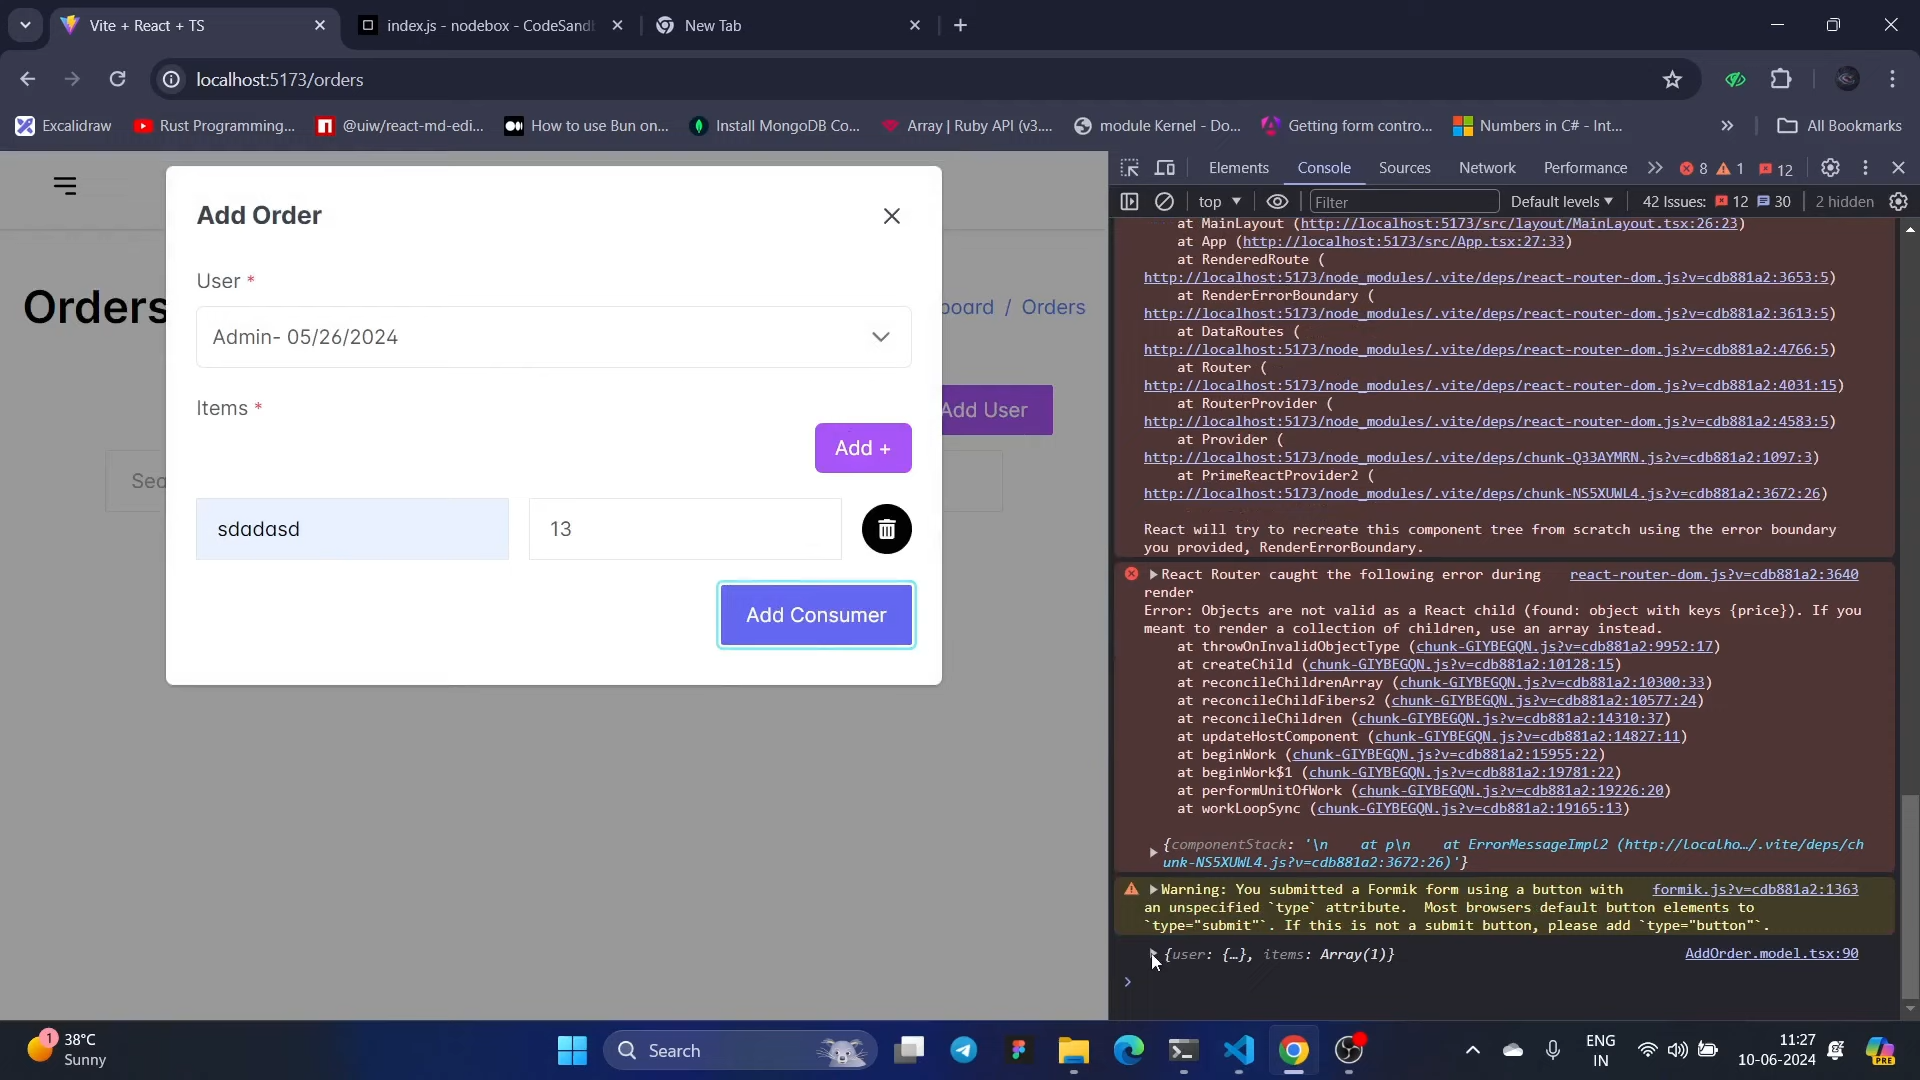 Vite + React + TS
index.js - nodebox - CodeSandb
New Tab
localhost:5173/orders
Excalidraw
Rust Programming...
@uiw/react-md-edi...
How to use Bun on...
Install MongoDB Co...
Array | Ruby API (v3....
module Kernel - Do...
Getting form contro...
Numbers in C# - Int...
All Bookmarks
Orders
board / Orders
Add User
Sea
Add Order
User *
Admin- 05/26/2024
Items *
Add +
sdadasd
13
Add Consumer
Elements
Console
Sources
Network
Performance
8
1
12
top
Filter
Default levels
42 Issues:
12
30
2 hidden
at MainLayout (http://localhost:5173/src/layout/MainLayout.tsx:26:23)
at App (http://localhost:5173/src/App.tsx:27:33)
at RenderedRoute (
http://localhost:5173/node_modules/.vite/deps/react-router-dom.js?v=cdb881a2:3653:5)
at RenderErrorBoundary (
http://localhost:5173/node_modules/.vite/deps/react-router-dom.js?v=cdb881a2:3613:5)
at DataRoutes (
http://localhost:5173/node_modules/.vite/deps/react-router-dom.js?v=cdb881a2:4766:5)
at Router (
http://localhost:5173/node_modules/.vite/deps/react-router-dom.js?v=cdb881a2:4031:15)
at RouterProvider (
http://localhost:5173/node_modules/.vite/deps/react-router-dom.js?v=cdb881a2:4583:5)
at Provider (
http://localhost:5173/node_modules/.vite/deps/chunk-Q33AYMRN.js?v=cdb881a2:1097:3)
at PrimeReactProvider2 (
http://localhost:5173/node_modules/.vite/deps/chunk-NS5XUWL4.js?v=cdb881a2:3672:26)
React will try to recreate this component tree from scratch using the error boundary
you provided, RenderErrorBoundary.
React Router caught the following error during react-router-dom.js?v=cdb881a2:3640
render
Error: Objects are not valid as a React child (found: object with keys {price}). If you
meant to render a collection of children, use an array instead.
at throwOnInvalidObjectType (chunk-GIYBEGQN.js?v=cdb881a2:9952:17)
at createChild (chunk-GIYBEGQN.js?v=cdb881a2:10128:15)
at reconcileChildrenArray (chunk-GIYBEGQN.js?v=cdb881a2:10300:33)
at reconcileChildFibers2 (chunk-GIYBEGQN.js?v=cdb881a2:10577:24)
at reconcileChildren (chunk-GIYBEGQN.js?v=cdb881a2:14310:37)
at updateHostComponent (chunk-GIYBEGQN.js?v=cdb881a2:14827:11)
at beginWork (chunk-GIYBEGQN.js?v=cdb881a2:15955:22)
at beginWork$1 (chunk-GIYBEGQN.js?v=cdb881a2:19781:22)
at performUnitOfWork (chunk-GIYBEGQN.js?v=cdb881a2:19226:20)
at workLoopSync (chunk-GIYBEGQN.js?v=cdb881a2:19165:13)
{componentStack: '\n    at p\n    at ErrorMessageImpl2 (http://localho…/.vite/deps/ch
unk-NS5XUWL4.js?v=cdb881a2:3672:26)'}
Warning: You submitted a Formik form using a button with formik.js?v=cdb881a2:1363
an unspecified `type` attribute.  Most browsers default button elements to
`type="submit"`. If this is not a submit button, please add `type="button"`.
{user: {…}, items: Array(1)} AddOrder.model.tsx:90
1
38°C
Sunny
Search
ENG
IN
11:27
10-06-2024
PRE